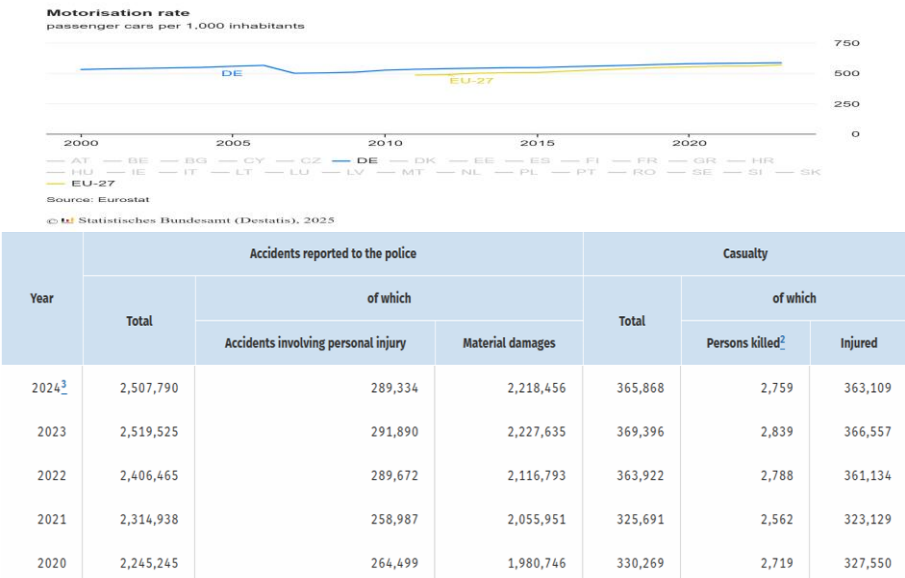 Motorisation rate
passenger cars per 1,000 inhabitants
750
500
250
0
DE
EU-27
2000 2005 2010 2015 2020
AT BE BG CY CZ DE DK EE ES FI FR GR HR
HU IE IT LT LU LV MT NL PL PT RO SE SI SK
EU-27
Source: Eurostat
© Statistisches Bundesamt (Destatis), 2025
Year Accidents reported to the police Casualty
Total of which Total of which
Accidents involving personal injury Material damages Persons killed2 Injured
20243 2,507,790 289,334 2,218,456 365,868 2,759 363,109
2023 2,519,525 291,890 2,227,635 369,396 2,839 366,557
2022 2,406,465 289,672 2,116,793 363,922 2,788 361,134
2021 2,314,938 258,987 2,055,951 325,691 2,562 323,129
2020 2,245,245 264,499 1,980,746 330,269 2,719 327,550